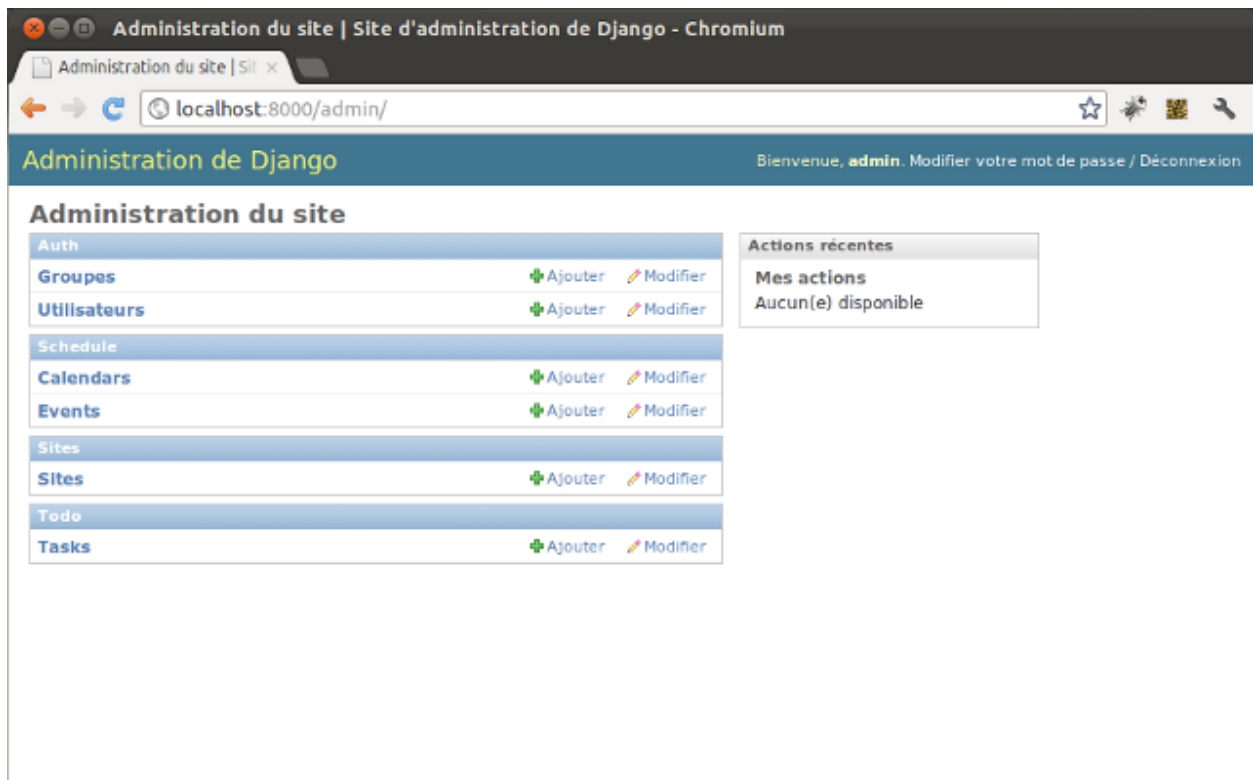 Administration du site | Site d'administration de Django - Chromium
Administration du site | Sit
localhost:8000/admin/
Administration de Django
Bienvenue, admin. Modifier votre mot de passe / Déconnexion
Administration du site
Auth
Groupes Ajouter Modifier
Utilisateurs Ajouter Modifier
Schedule
Calendars Ajouter Modifier
Events Ajouter Modifier
Sites
Sites Ajouter Modifier
Todo
Tasks Ajouter Modifier
Actions récentes
Mes actions
Aucun(e) disponible